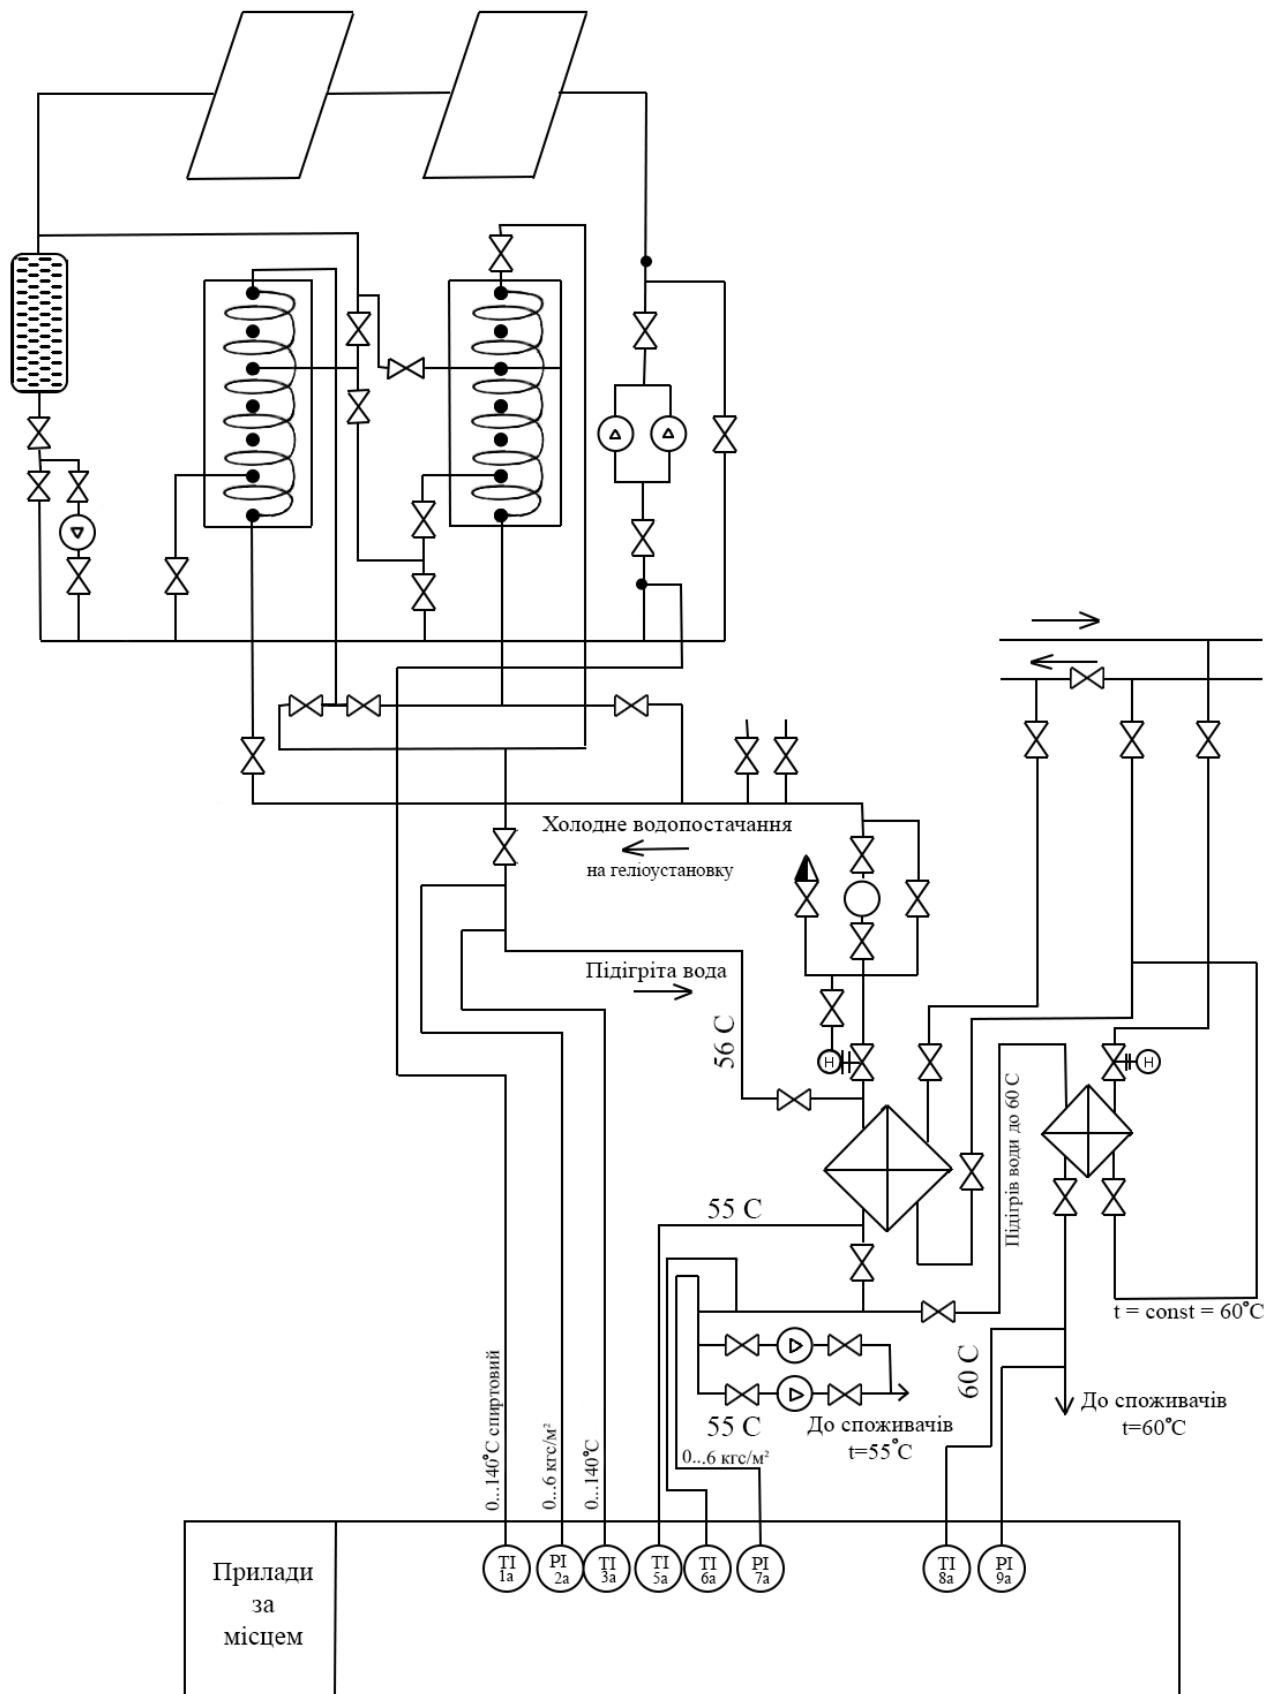 Холодне водопостачання
на геліоустановку
Підігріта вода
56 С
Н
Н
Підігрів води до 60 С
55 С
t = const = 60°С
60 С
До споживачів
t=60°С
55 С
До споживачів
t=55°С
0...6 кгс/м²
0...140°С спиртовий
0...6 кгс/м²
0...140°С
Прилади
за
місцем
ТІ
1а
РІ
2а
ТІ
3а
ТІ
5а
ТІ
6а
РІ
7а
ТІ
8а
РІ
9а